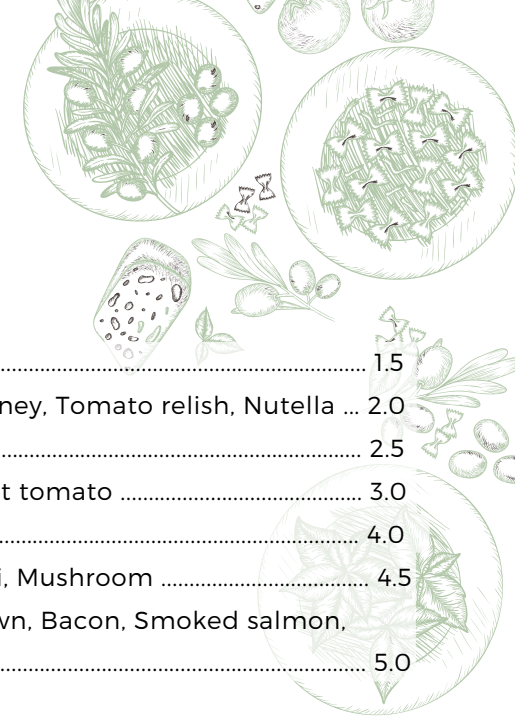 ........................................................ 1.5
ney, Tomato relish, Nutella ... 2.0
........................................................ 2.5
t tomato ..................................... 3.0
....................................................... 4.0
i, Mushroom ................................ 4.5
wn, Bacon, Smoked salmon,
........................................................ 5.0